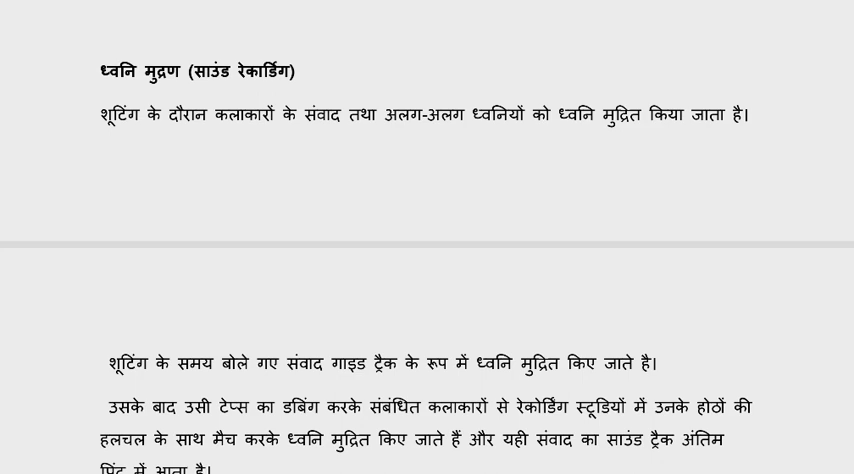 ध्वनि मुद्रण (साउंड रेकार्डिग)
शूटिंग के दौरान कलाकारों के संवाद तथा अलग-अलग ध्वनियों को ध्वनि मुद्रित किया जाता है।
शूटिंग के समय बोले गए संवाद गाइड ट्रैक के रूप में ध्वनि मुद्रित किए जाते है।
उसके बाद उसी टेप्स का डबिंग करके संबंधित कलाकारों से रेकोर्डिंग स्टूडियों में उनके होठों की
हलचल के साथ मैच करके ध्वनि मुद्रित किए जाते हैं और यही संवाद का साउंड ट्रैक अंतिम
प्रिंट में आता है।